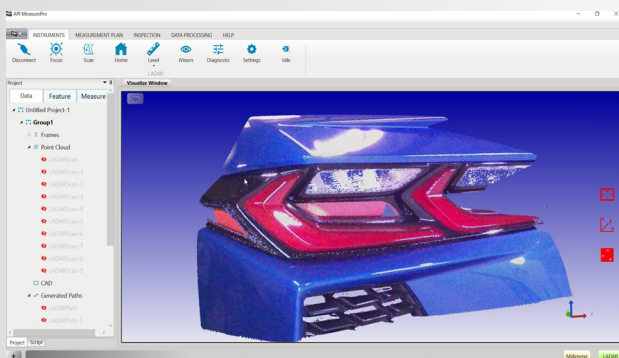 API MeasurePro
INSTRUMENTS MEASUREMENT PLAN INSPECTION DATA PROCESSING HELP
Disconnect Focus Scan Home Level iVision Diagnostic Settings Idle
LADAR
Project
Visualize Window
Data Feature Measure
Untitled Project-1
Group1
Frames
Point Cloud
LADARScan
LADARScan-1
LADARScan-2
LADARScan-3
LADARScan-4
LADARScan-5
LADARScan-6
LADARScan-7
LADARScan-8
LADARScan-9
CAD
Generated Paths
LADARPath
LADARPath-1
Project Script
Millimeter LADAR